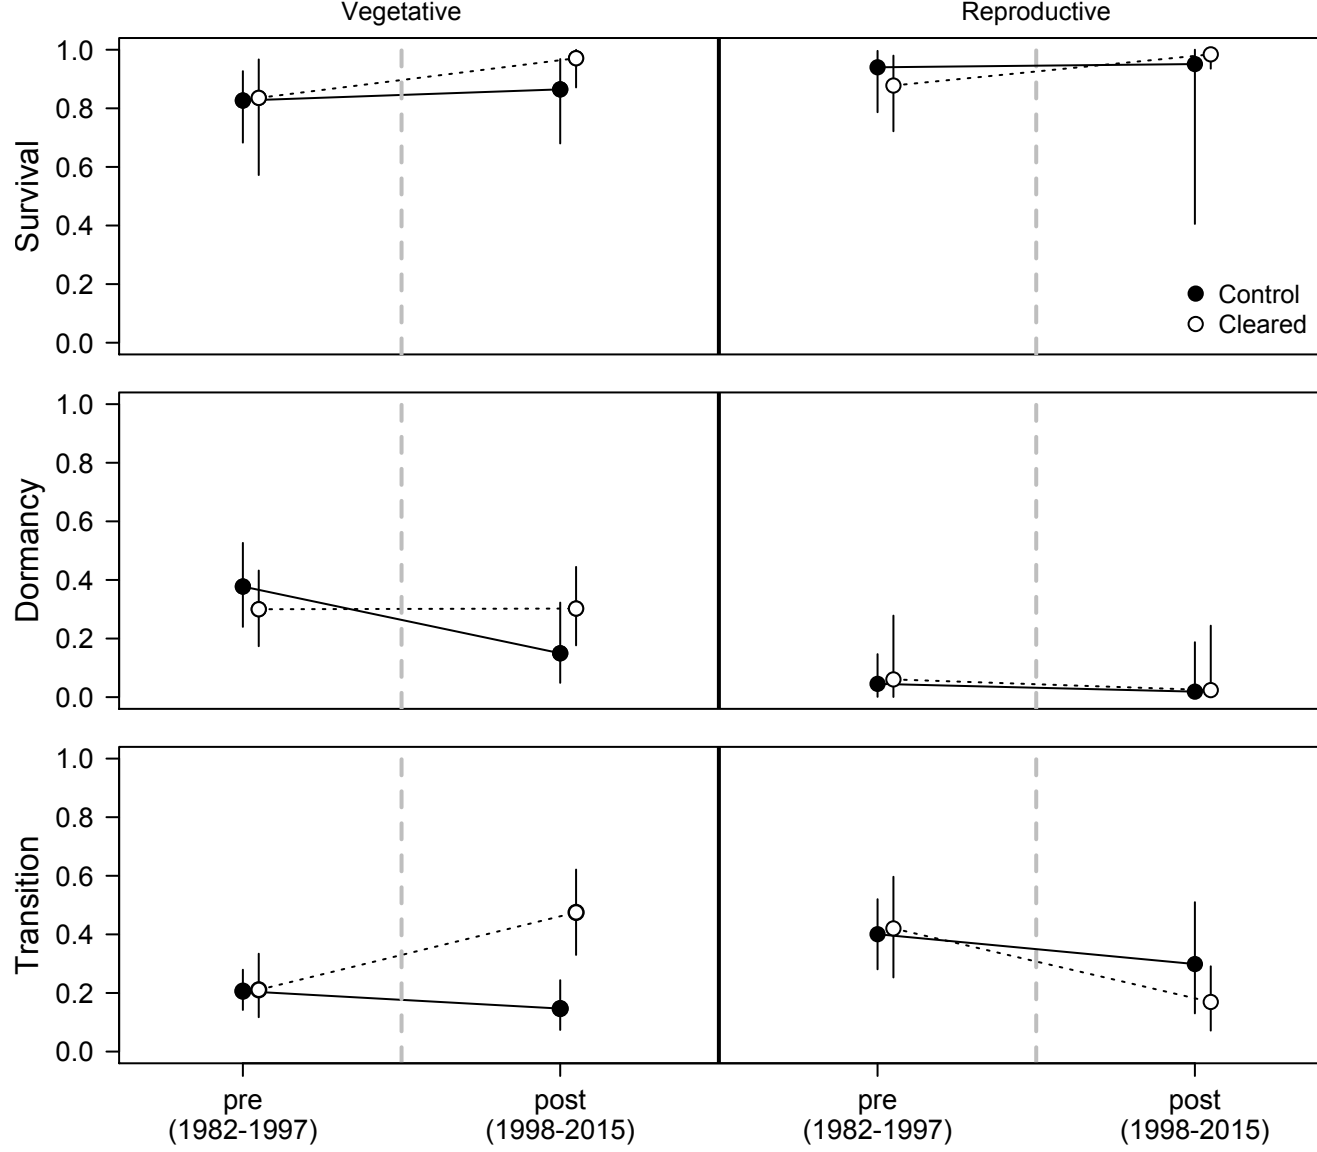 Vegetative
Reproductive
Survival
1.0
0.8
0.6
0.4
0.2
0.0
Control
Cleared
Dormancy
1.0
0.8
0.6
0.4
0.2
0.0
Transition
1.0
0.8
0.6
0.4
0.2
0.0
pre
(1982-1997)
post
(1998-2015)
pre
(1982-1997)
post
(1998-2015)